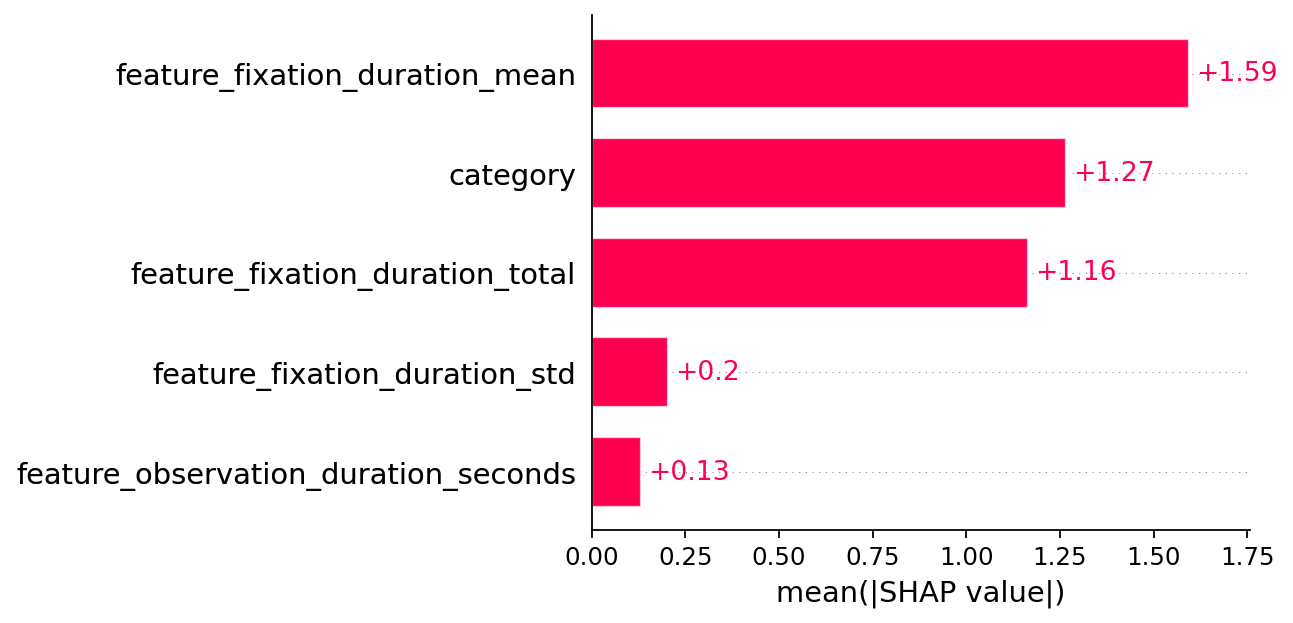 feature_fixation_duration_mean +1.59
category +1.27
feature_fixation_duration_total +1.16
feature_fixation_duration_std +0.2
feature_observation_duration_seconds +0.13
0.00 0.25 0.50 0.75 1.00 1.25 1.50 1.75
mean(|SHAP value|)